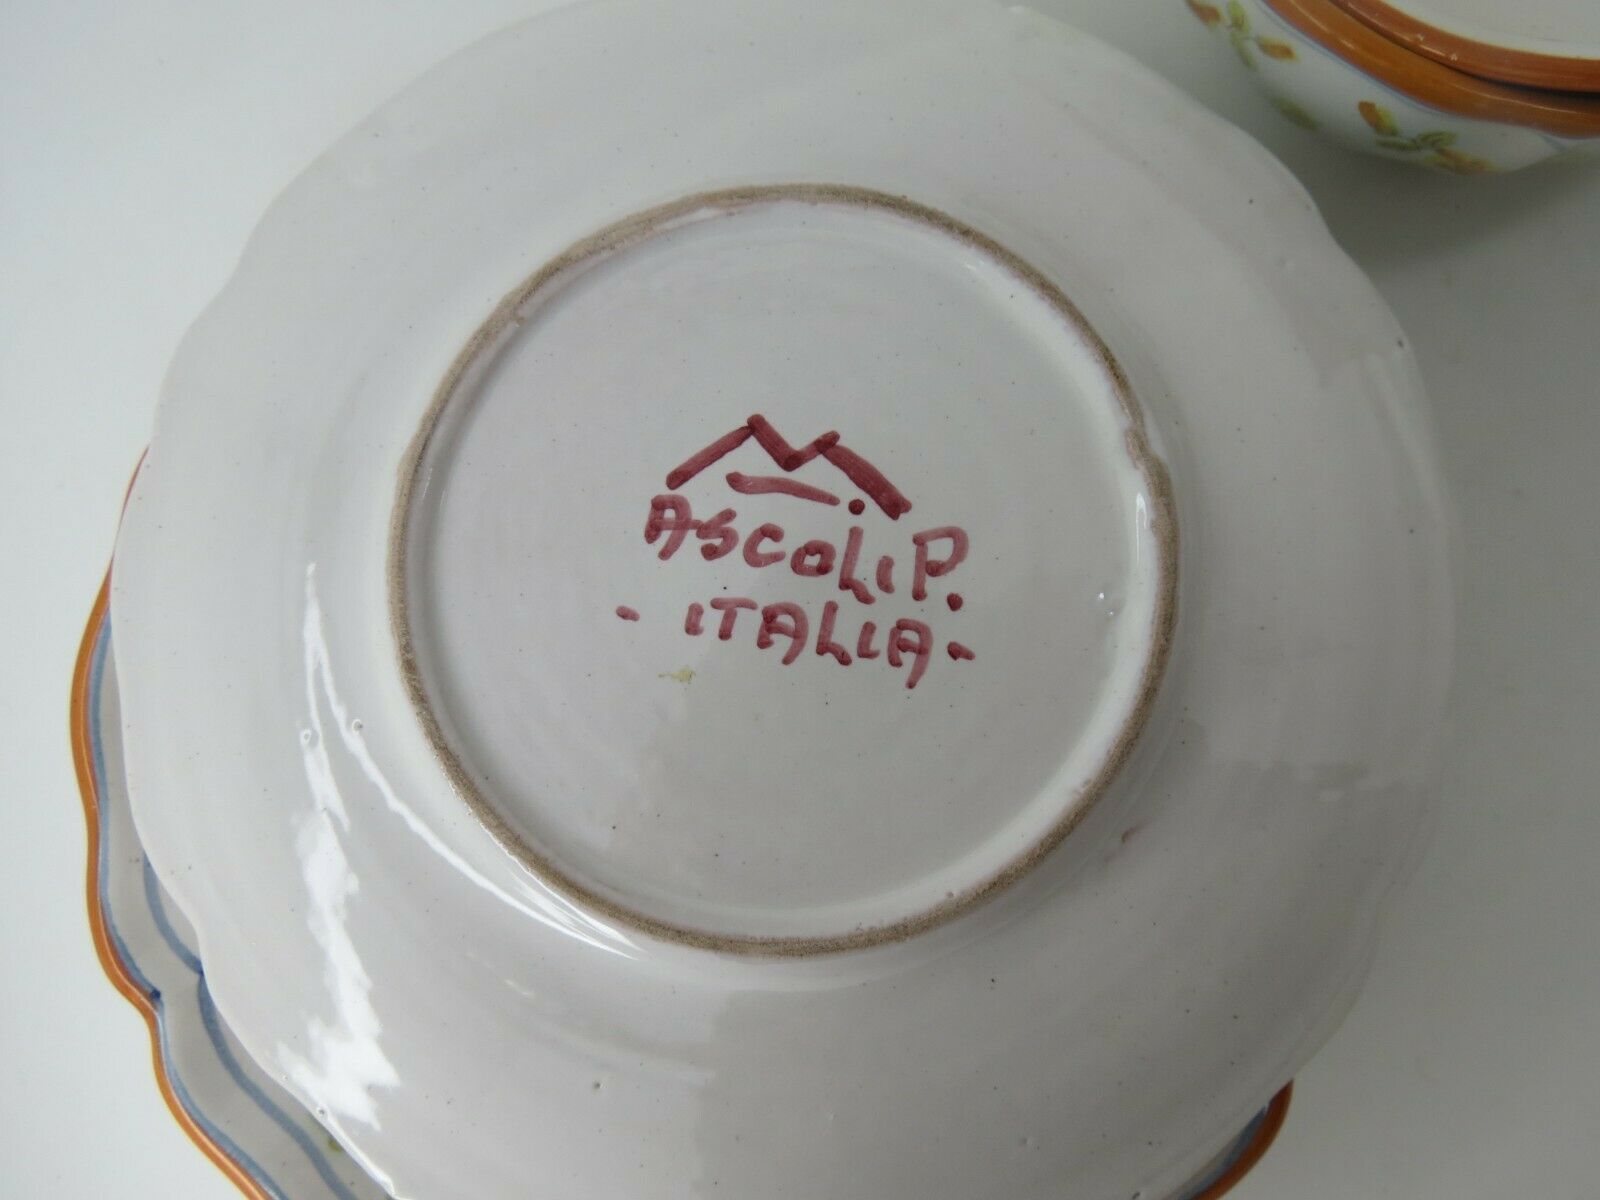 ASCOLI P.
- ITALIA -